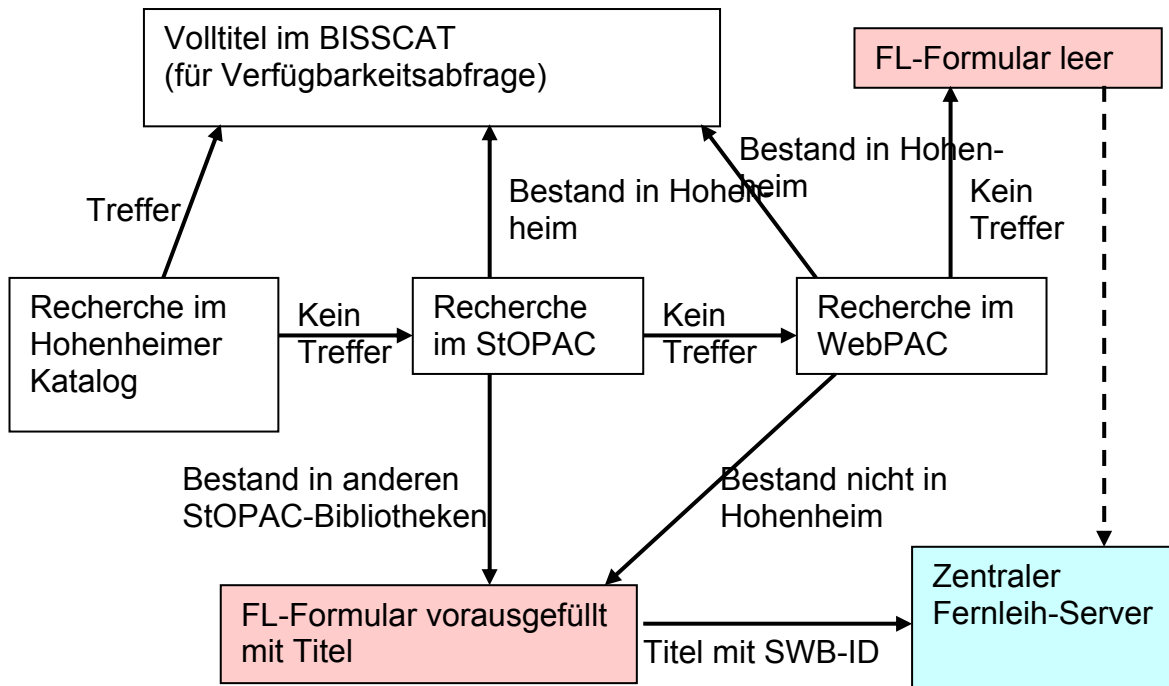 Volltitel im BISSCAT
(für Verfügbarkeitsabfrage)
FL-Formular leer
Treffer
Bestand in Hohen-
heim
Bestand in Hohen-
heim
Kein
Treffer
Recherche im
Hohenheimer
Katalog
Kein
Treffer
Recherche
im StOPAC
Kein
Treffer
Recherche im
WebPAC
Bestand in anderen
StOPAC-Bibliotheken
Bestand nicht in
Hohenheim
FL-Formular vorausgefüllt
mit Titel
Titel mit SWB-ID
Zentraler
Fernleih-Server